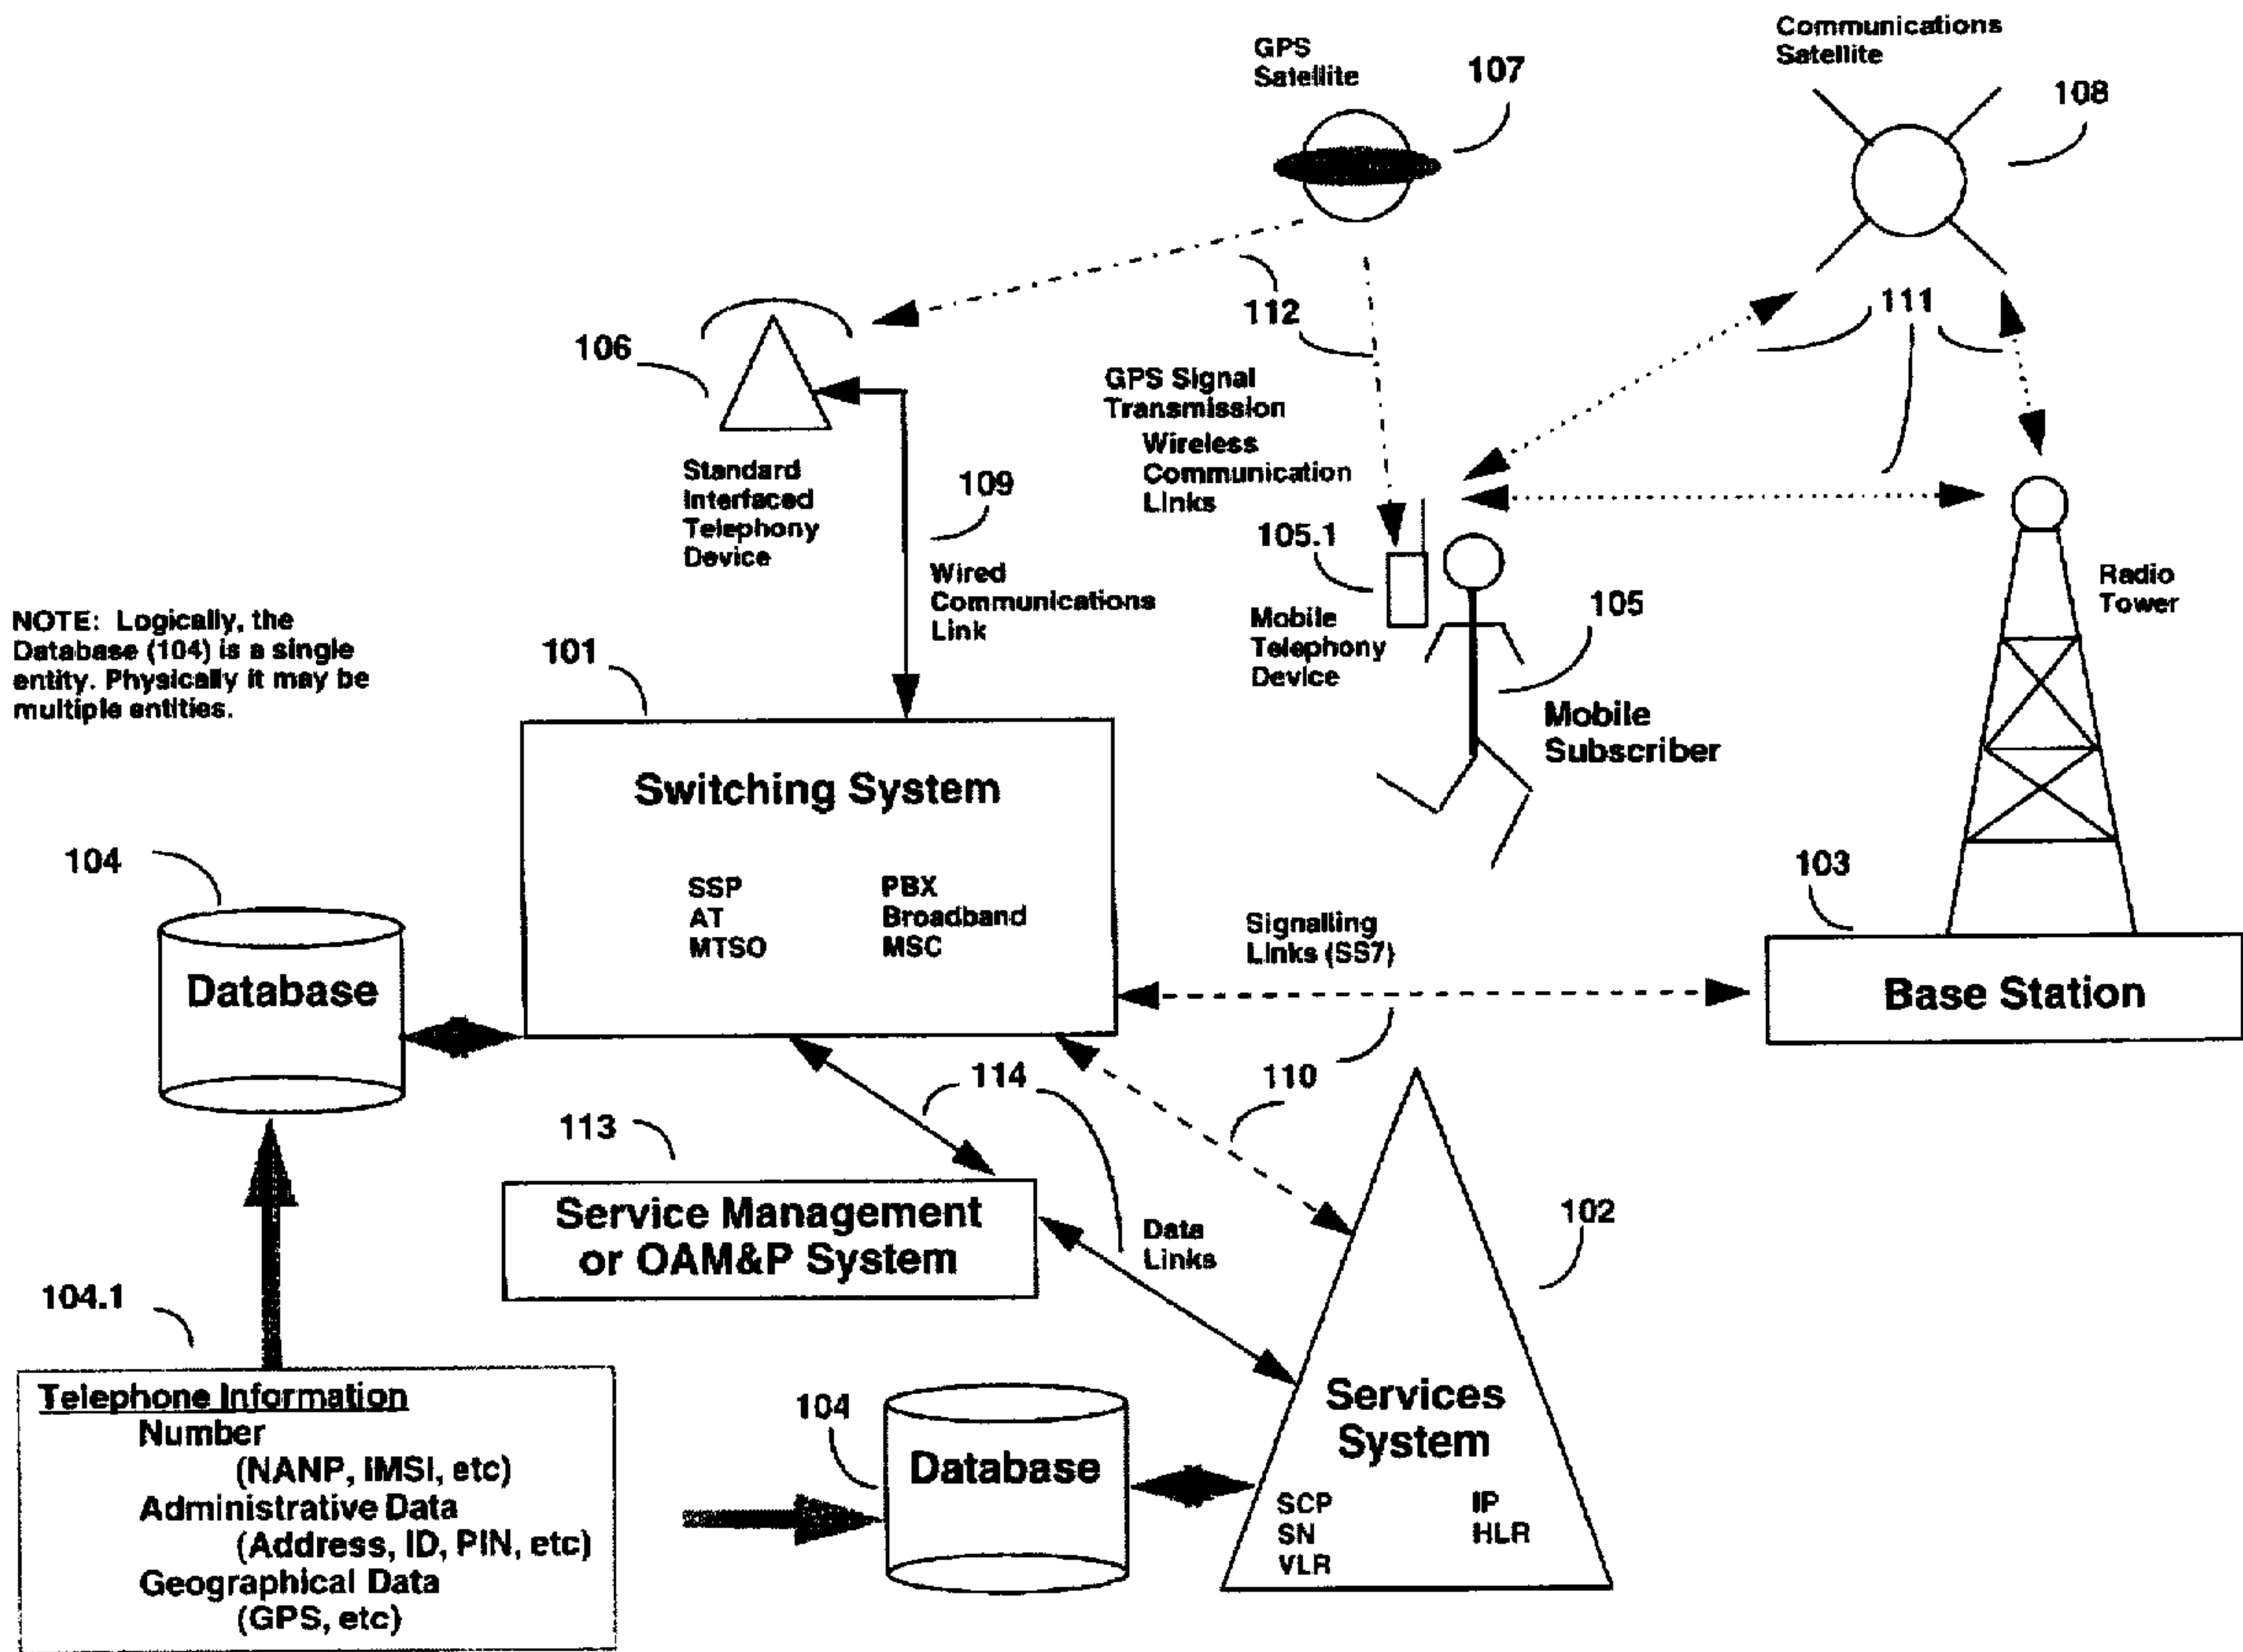 GPS
Satellite
107
Communications
Satellite
108
112
111
106
GPS Signal
Transmission
Wireless
Communication
Links
Standard
Interfaced
Telephony
Device
109
105.1
Wired
Communications
Link
Mobile
Telephony
Device
105
Radio
Tower
NOTE: Logically, the
Database (104) is a single
entity. Physically it may be
multiple entities.
101
Mobile
Subscriber
Switching System
SSP
AT
MTSO
PBX
Broadband
MSC
104
Database
103
Signalling
Links (SS7)
Base Station
110
114
113
Service Management
or OAM&P System
Data
Links
102
104.1
Telephone Information
Number
(NANP, IMSI, etc)
Administrative Data
(Address, ID, PIN, etc)
Geographical Data
(GPS, etc)
104
Database
Services
System
SCP
SN
VLR
IP
HLR